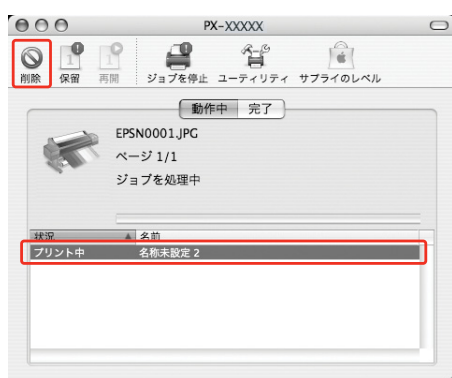 PX-XXXXX
削除 保留 再開 ジョブを停止 ユーティリティ サプライのレベル
動作中 完了
EPSN0001.JPG
ページ 1/1
ジョブを処理中
状況 名前
プリント中 名称未設定 2